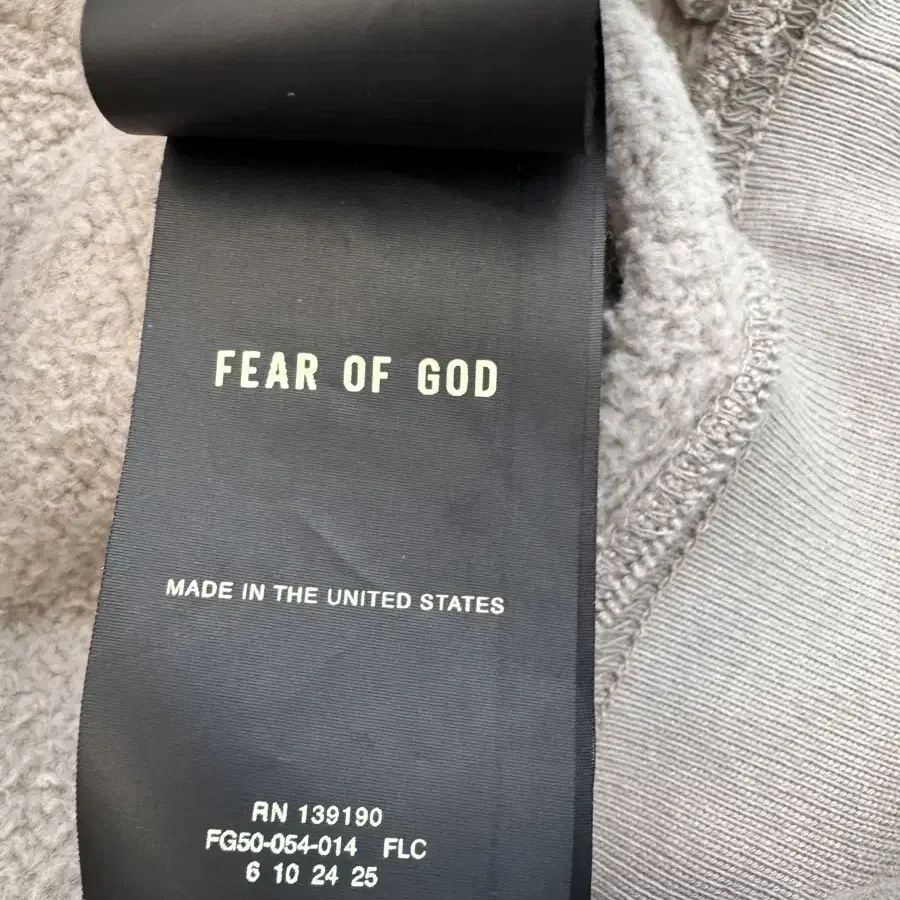 FEAR OF GOD
MADE IN THE UNITED STATES
RN 139190
FG50-054-014 FLC
6 10 24 25